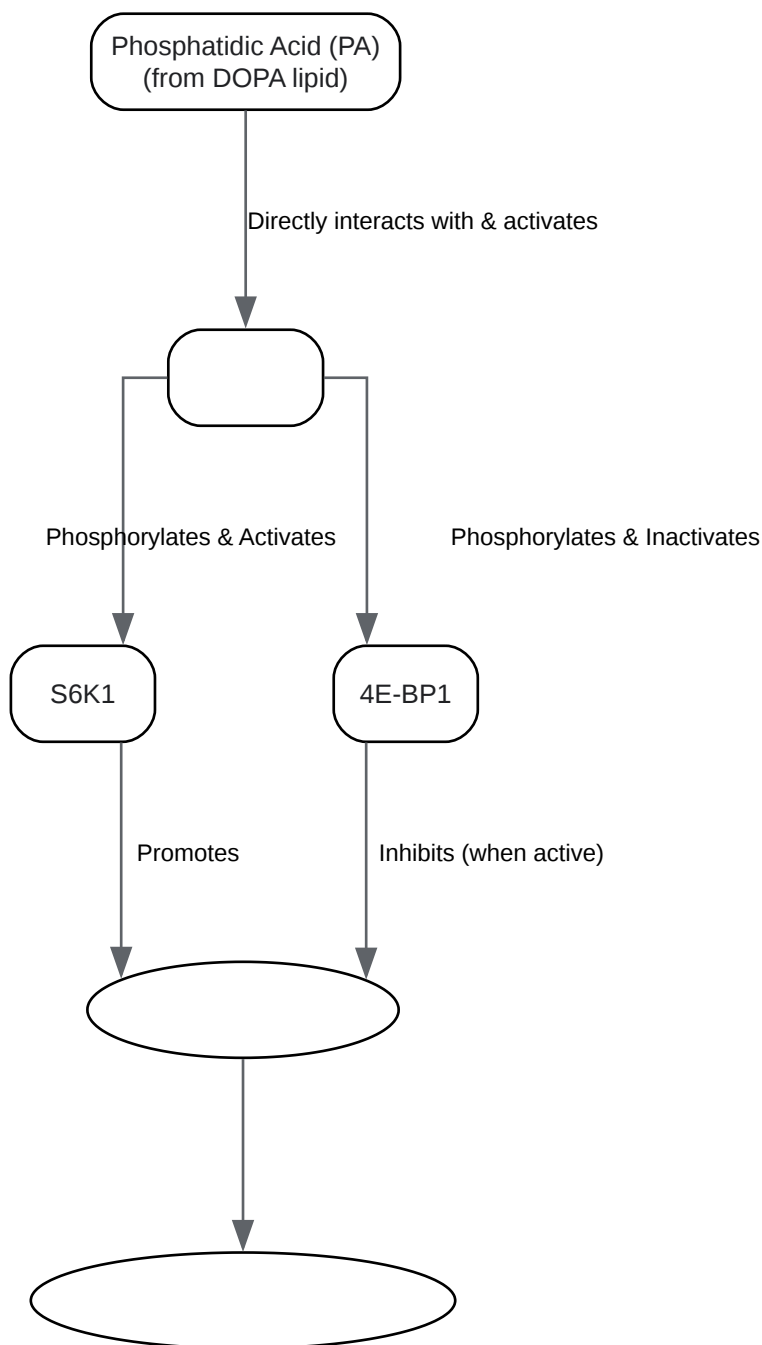 Phosphatidic Acid (PA)
(from DOPA lipid)
Directly interacts with & activates
Phosphorylates & Activates
Phosphorylates & Inactivates
S6K1
4E-BP1
Promotes
Inhibits (when active)